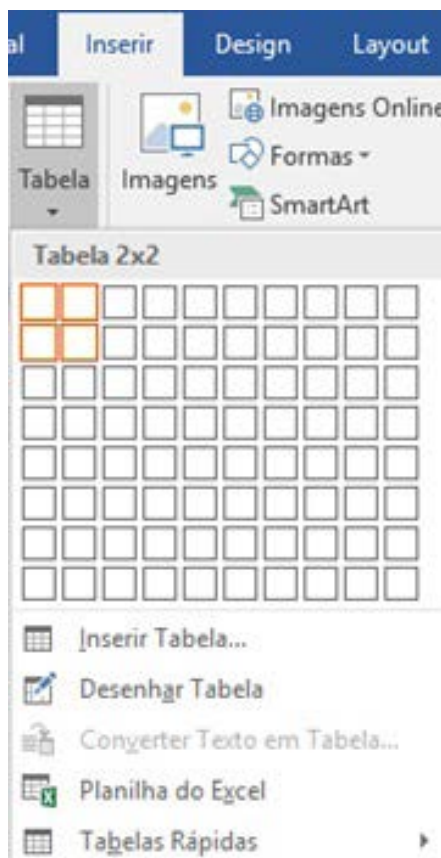 al Inserir Design Layout
Imagens Online
Formas
SmartArt
Tabela Imagens
Tabela 2x2
Inserir Tabela...
Desenhar Tabela
Converter Texto em Tabela...
Planilha do Excel
Tabelas Rápidas